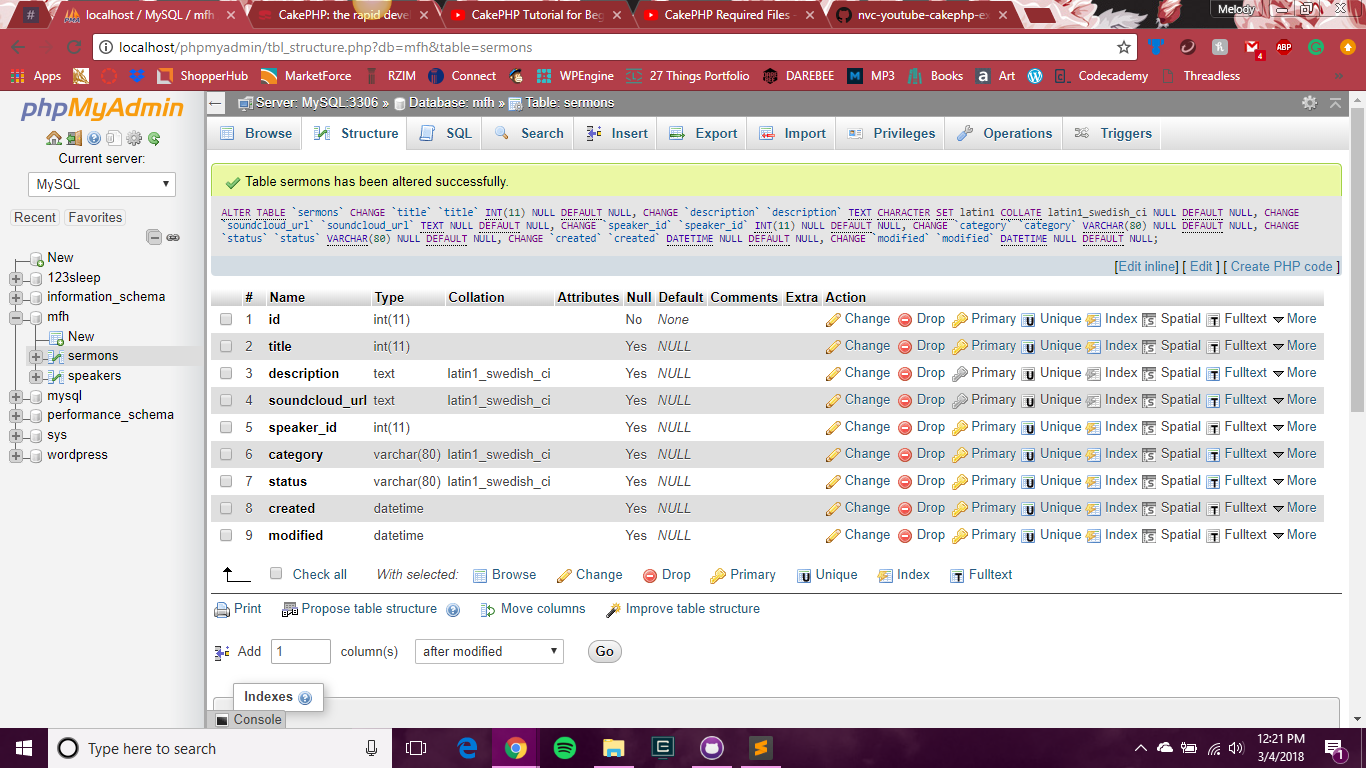 #
localhost / MySQL / mfh
CakePHP: the rapid devel
CakePHP Tutorial for Beg
CakePHP Required Files -
nvc-youtube-cakephp-ex
Melody
localhost/phpmyadmin/tbl_structure.php?db=mfh&table=sermons
4
ABP
Apps ShopperHub MarketForce RZIM Connect WPEngine 27 Things Portfolio DAREBEE MP3 Books Art Codecademy Threadless
phpMyAdmin
Current server:
MySQL
Recent Favorites
New
123sleep
information_schema
mfh
New
sermons
speakers
mysql
performance_schema
sys
wordpress
Server: MySQL:3306 » Database: mfh » Table: sermons
Browse Structure SQL Search Insert Export Import Privileges Operations Triggers
Table sermons has been altered successfully.
ALTER TABLE `sermons` CHANGE `title` `title` INT(11) NULL DEFAULT NULL, CHANGE `description` `description` TEXT CHARACTER SET latin1 COLLATE latin1_swedish_ci NULL DEFAULT NULL, CHANGE
`soundcloud_url` `soundcloud_url` TEXT NULL DEFAULT NULL, CHANGE `speaker_id` `speaker_id` INT(11) NULL DEFAULT NULL, CHANGE `category` `category` VARCHAR(80) NULL DEFAULT NULL, CHANGE
`status` `status` VARCHAR(80) NULL DEFAULT NULL, CHANGE `created` `created` DATETIME NULL DEFAULT NULL, CHANGE `modified` `modified` DATETIME NULL DEFAULT NULL;
[Edit inline] [ Edit ] [ Create PHP code ]
# Name Type Collation Attributes Null Default Comments Extra Action
1 id int(11) No None Change Drop Primary Unique Index Spatial Fulltext More
2 title int(11) Yes NULL Change Drop Primary Unique Index Spatial Fulltext More
3 description text latin1_swedish_ci Yes NULL Change Drop Primary Unique Index Spatial Fulltext More
4 soundcloud_url text latin1_swedish_ci Yes NULL Change Drop Primary Unique Index Spatial Fulltext More
5 speaker_id int(11) Yes NULL Change Drop Primary Unique Index Spatial Fulltext More
6 category varchar(80) latin1_swedish_ci Yes NULL Change Drop Primary Unique Index Spatial Fulltext More
7 status varchar(80) latin1_swedish_ci Yes NULL Change Drop Primary Unique Index Spatial Fulltext More
8 created datetime Yes NULL Change Drop Primary Unique Index Spatial Fulltext More
9 modified datetime Yes NULL Change Drop Primary Unique Index Spatial Fulltext More
Check all With selected: Browse Change Drop Primary Unique Index Fulltext
Print Propose table structure Move columns Improve table structure
Add 1 column(s) after modified Go
Indexes
Console
Type here to search
12:21 PM
3/4/2018
1